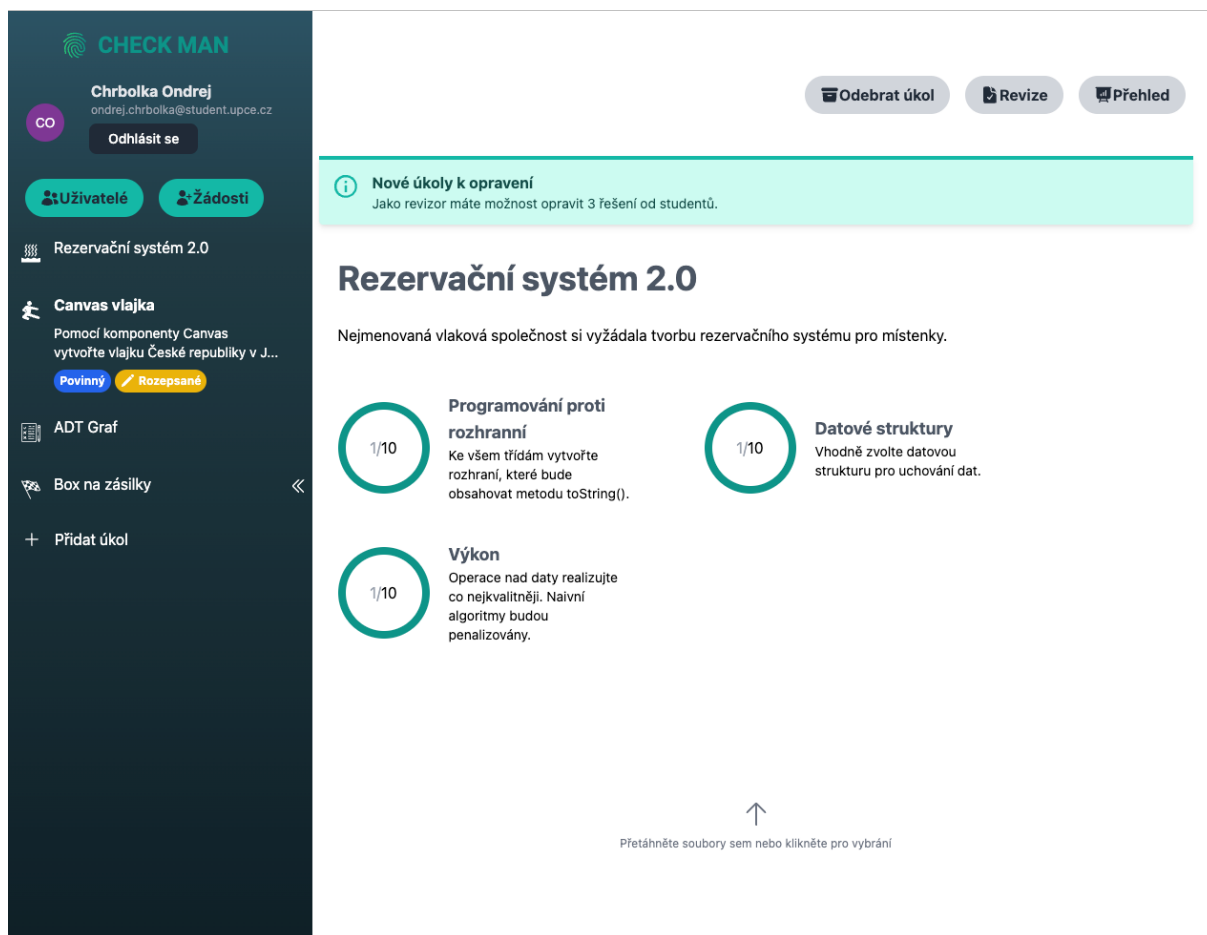 CHECK MAN
Chrbolka Ondrej
ondrej.chrbolka@student.upce.cz
CO
Odhlásit se
Uživatelé
Žádosti
Rezervační systém 2.0
Canvas vlajka
Pomocí komponenty Canvas
vytvořte vlajku České republiky v J...
Povinný
Rozepsané
ADT Graf
Box na zásilky
Přidat úkol
Odebrat úkol
Revize
Přehled
Nové úkoly k opravení
Jako revizor máte možnost opravit 3 řešení od studentů.
Rezervační systém 2.0
Nejmenovaná vlaková společnost si vyžádala tvorbu rezervačního systému pro místenky.
1/10
Programování proti
rozhranní
Ke všem třídám vytvořte
rozhraní, které bude
obsahovat metodu toString().
1/10
Datové struktury
Vhodně zvolte datovou
strukturu pro uchování dat.
1/10
Výkon
Operace nad daty realizujte
co nejkvalitněji. Naivní
algoritmy budou
penalizovány.
Přetáhněte soubory sem nebo klikněte pro vybrání